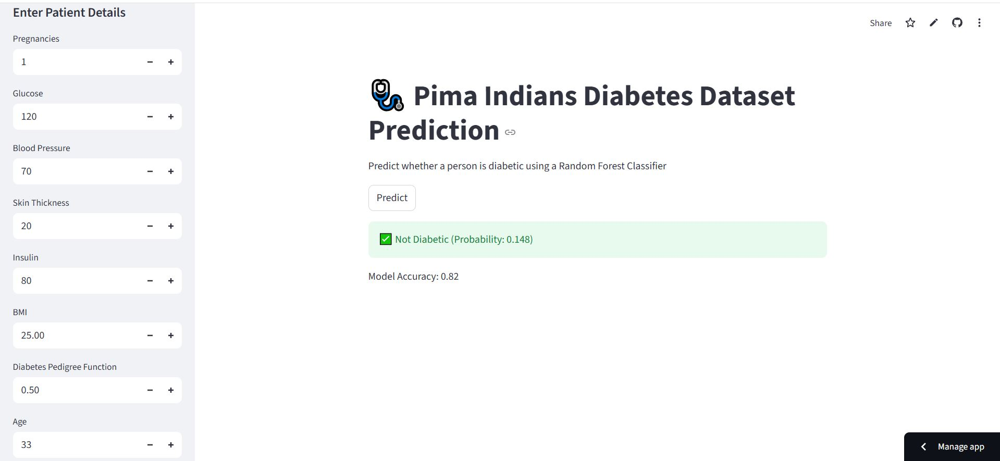 Enter Patient Details
Pregnancies
1
Glucose
120
Blood Pressure
70
Skin Thickness
20
Insulin
80
BMI
25.00
Diabetes Pedigree Function
0.50
Age
33
Share
Pima Indians Diabetes Dataset
Prediction
Predict whether a person is diabetic using a Random Forest Classifier
Predict
Not Diabetic (Probability: 0.148)
Model Accuracy: 0.82
Manage app